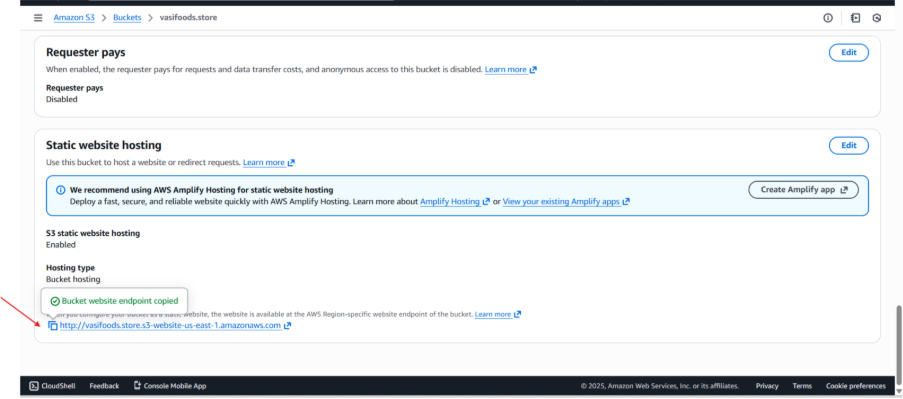 Amazon S3 > Buckets > vasifoods.store
Requester pays
Edit
When enabled, the requester pays for requests and data transfer costs, and anonymous access to this bucket is disabled. Learn more
Requester pays
Disabled
Static website hosting
Edit
Use this bucket to host a website or redirect requests. Learn more
We recommend using AWS Amplify Hosting for static website hosting
Create Amplify app
Deploy a fast, secure, and reliable website quickly with AWS Amplify Hosting. Learn more about Amplify Hosting or View your existing Amplify apps
S3 static website hosting
Enabled
Hosting type
Bucket hosting
Bucket website endpoint copied
you configure your bucket as a static website, the website is available at the AWS Region-specific website endpoint of the bucket. Learn more
http://vasifoods.store.s3-website-us-east-1.amazonaws.com
CloudShell Feedback Console Mobile App © 2025, Amazon Web Services, Inc. or its affiliates. Privacy Terms Cookie preferences